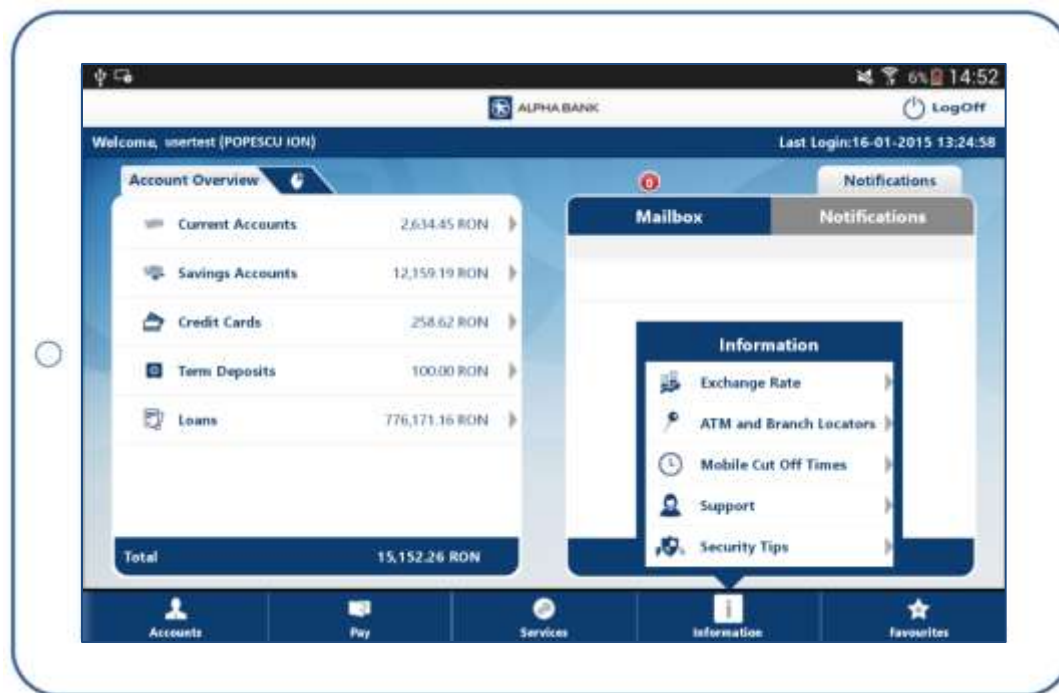 6% 14:52
ALPHA BANK
LogOff
Welcome, usertest (POPESCU ION)
Last Login:16-01-2015 13:24:58
Account Overview
0
Notifications
Current Accounts 2,634.45 RON
Savings Accounts 12,159.19 RON
Credit Cards 258.62 RON
Term Deposits 100.00 RON
Loans 776,171.16 RON
Total 15,152.26 RON
Mailbox
Notifications
Information
Exchange Rate
ATM and Branch Locators
Mobile Cut Off Times
Support
Security Tips
Accounts
Pay
Services
Information
Favourites